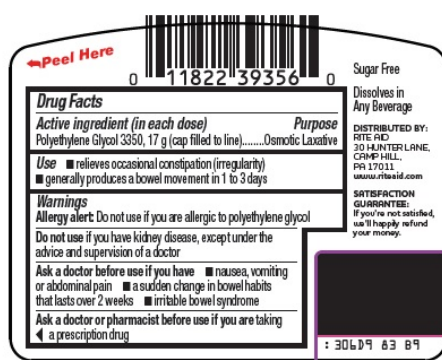 Peel Here
0 11822 39356 0
Drug Facts
Active ingredient (in each dose) Purpose
Polyethylene Glycol 3350, 17 g (cap filled to line)........Osmotic Laxative
Use ■ relieves occasional constipation (irregularity)
■ generally produces a bowel movement in 1 to 3 days
Warnings
Allergy alert: Do not use if you are allergic to polyethylene glycol
Do not use if you have kidney disease, except under the
advice and supervision of a doctor
Ask a doctor before use if you have ■ nausea, vomiting
or abdominal pain ■ a sudden change in bowel habits
that lasts over 2 weeks ■ irritable bowel syndrome
Ask a doctor or pharmacist before use if you are taking
a prescription drug
Sugar Free
Dissolves in
Any Beverage
DISTRIBUTED BY:
RITE AID
30 HUNTER LANE,
CAMP HILL,
PA 17011
www.riteaid.com
SATISFACTION
GUARANTEE:
If you're not satisfied,
we'll happily refund
your money.
: 306D9 83 B9